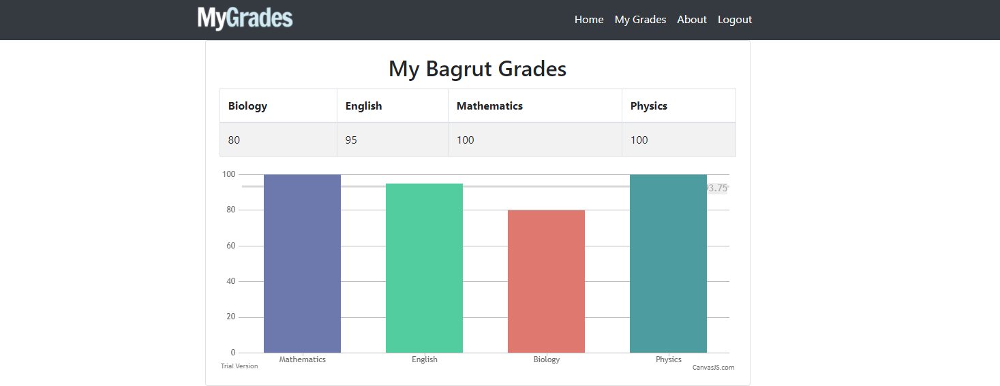 MyGrades
Home My Grades About Logout
My Bagrut Grades
Biology English Mathematics Physics
80 95 100 100
100
93.75
80
60
40
20
0
Mathematics English Biology Physics
Trial Version
CanvasJS.com